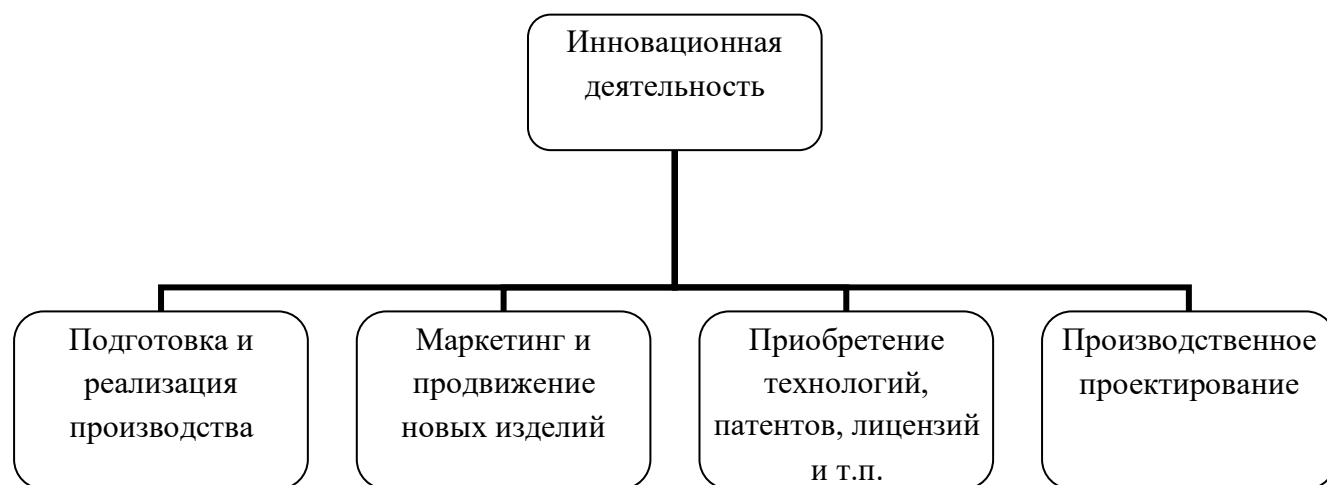 Инновационная
деятельность
Подготовка и
реализация
производства
Маркетинг и
продвижение
новых изделий
Приобретение
технологий,
патентов, лицензий
и т.п.
Производственное
проектирование